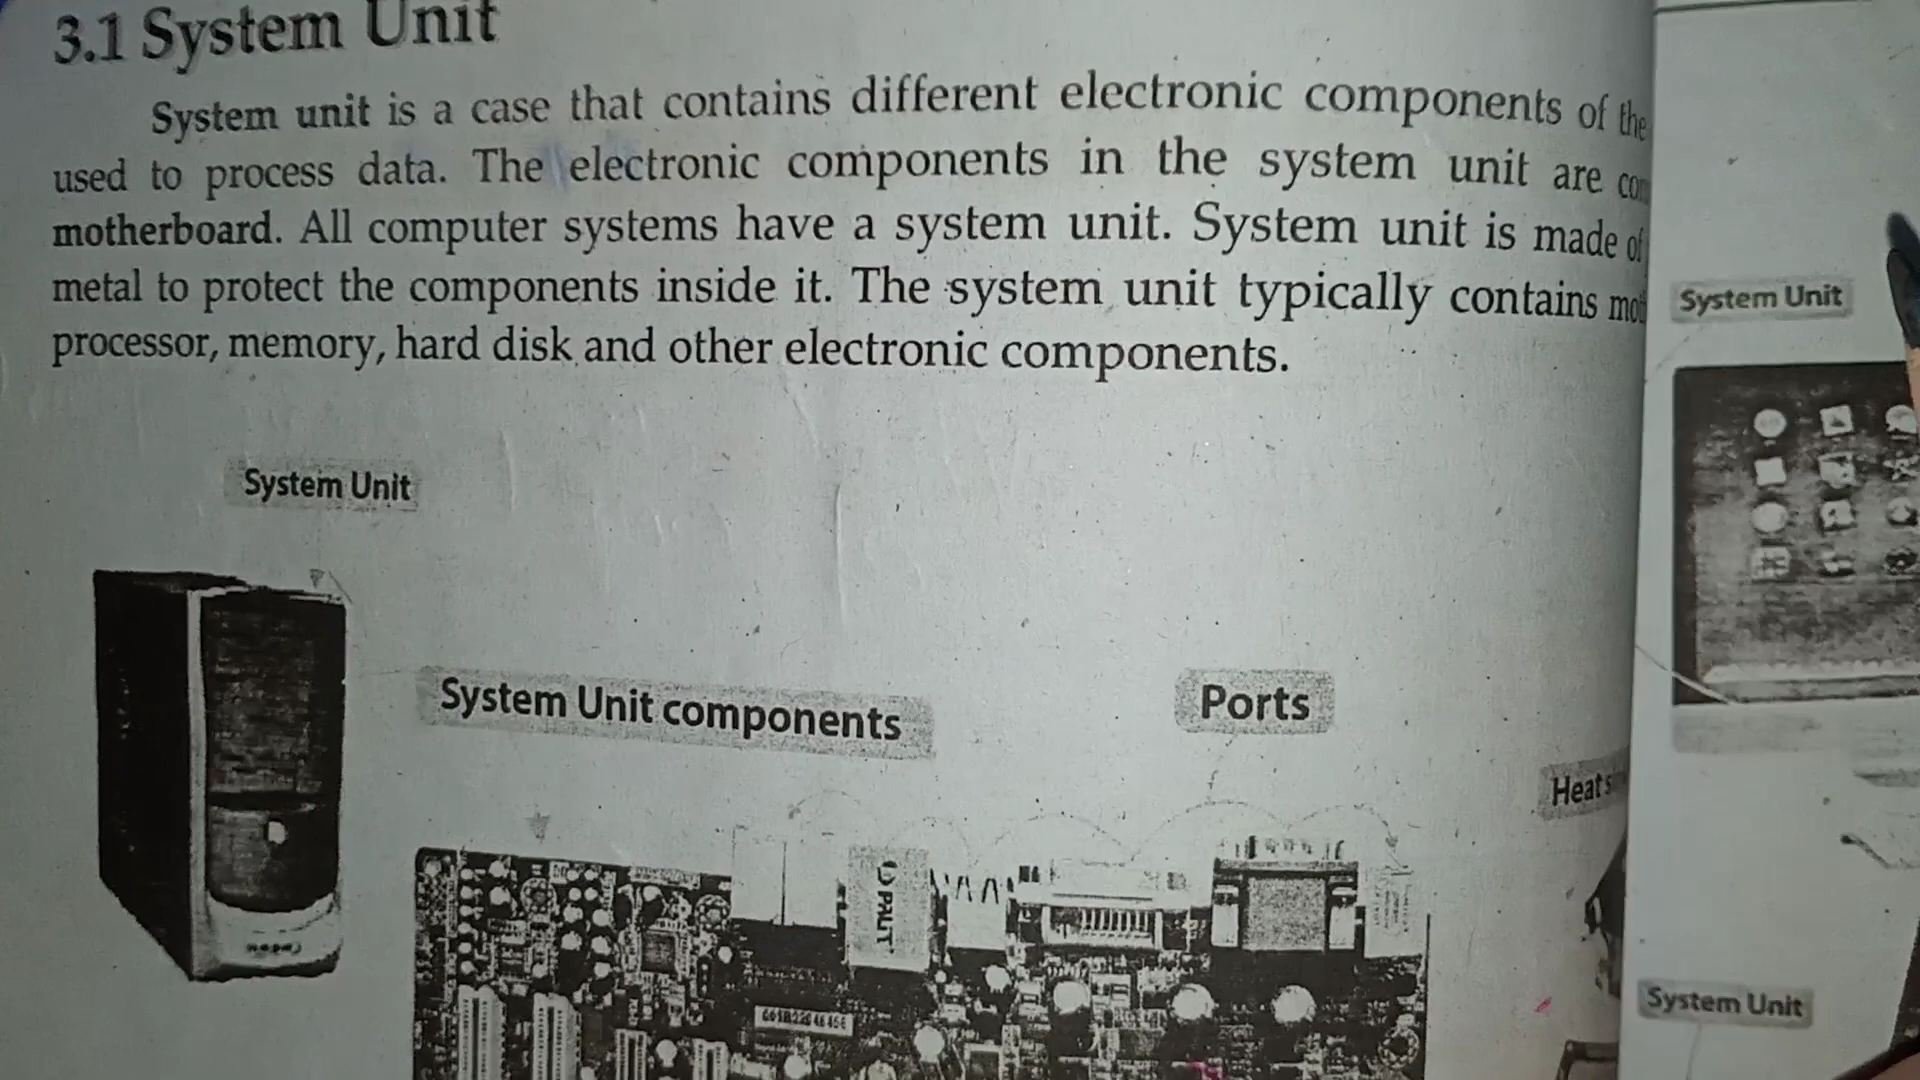 3.1 System Unit
System unit is a case that contains different electronic components of the
used to process data. The electronic components in the system unit are
motherboard. All computer systems have a system unit. System unit is made of
metal to protect the components inside it. The system unit typically contains
processor, memory, hard disk and other electronic components.
System Unit
System Unit
System Unit components
Ports
Heat
System Unit